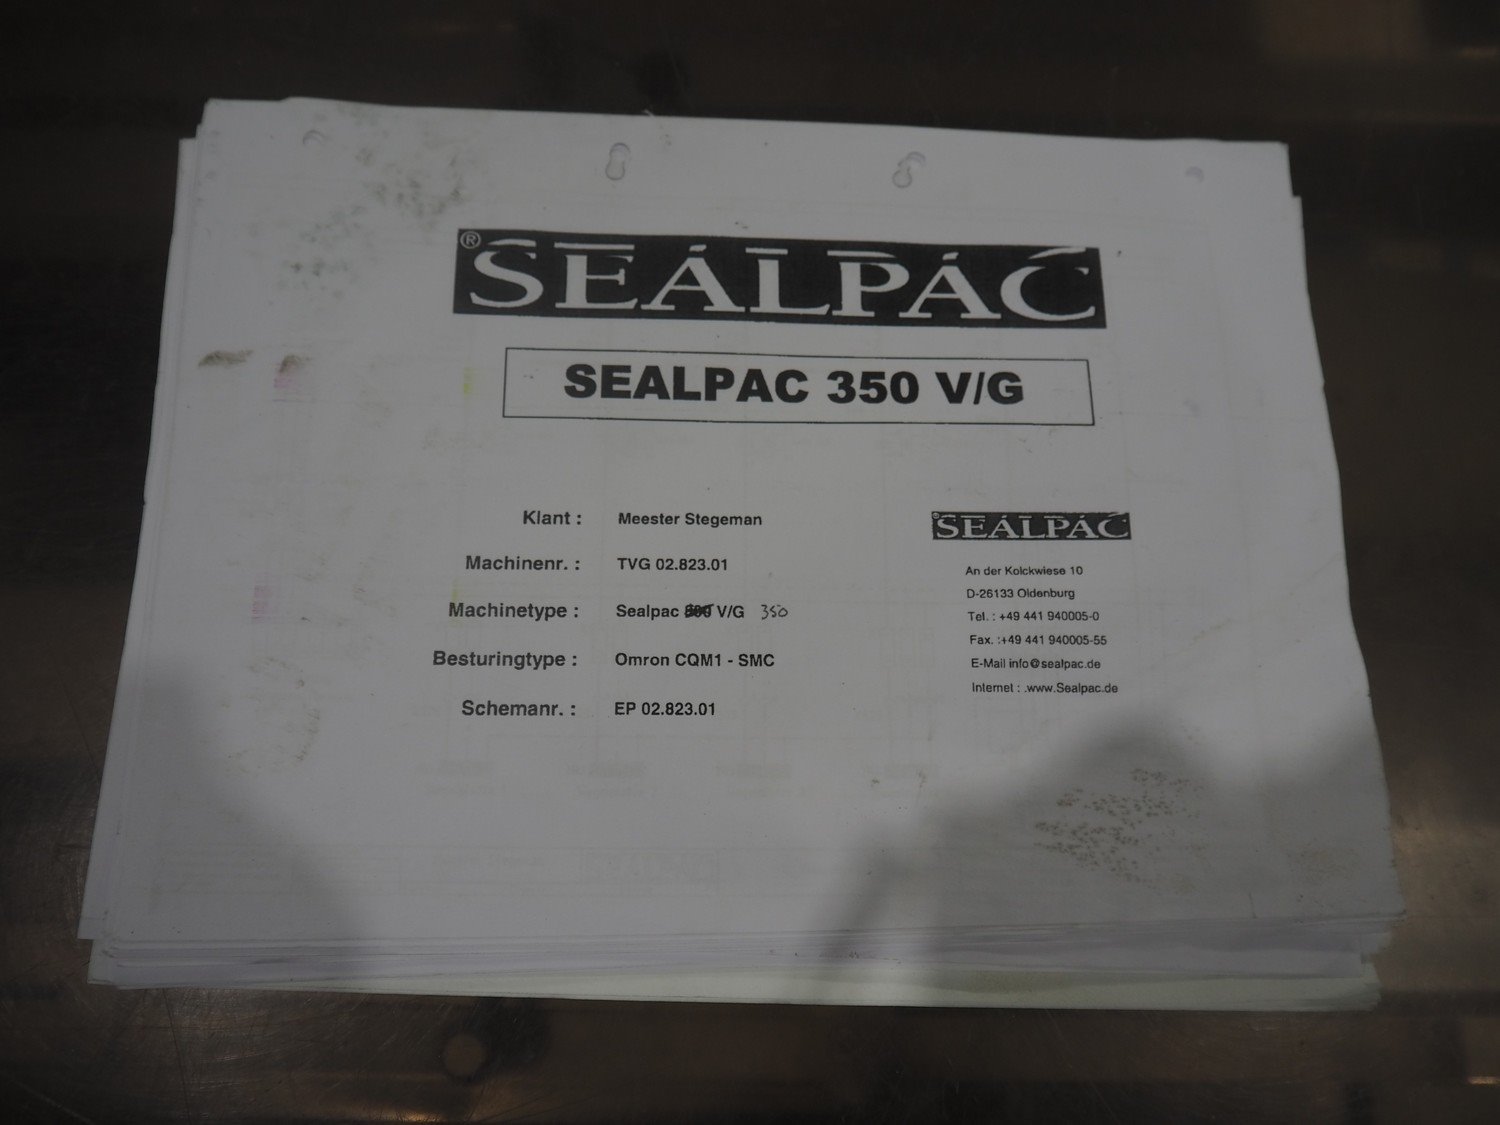 ® SEALPAC
SEALPAC 350 V/G
Klant : Meester Stegeman
Machinenr. : TVG 02.823.01
Machinetype : Sealpac V/G 350
Besturingtype : Omron CQM1 - SMC
Schemanr. : EP 02.823.01
® SEALPAC
An der Kolckwiese 10
D-26133 Oldenburg
Tel. : +49 441 940005-0
Fax. :+49 441 940005-55
E-Mail info@sealpac.de
Internet : .www.Sealpac.de